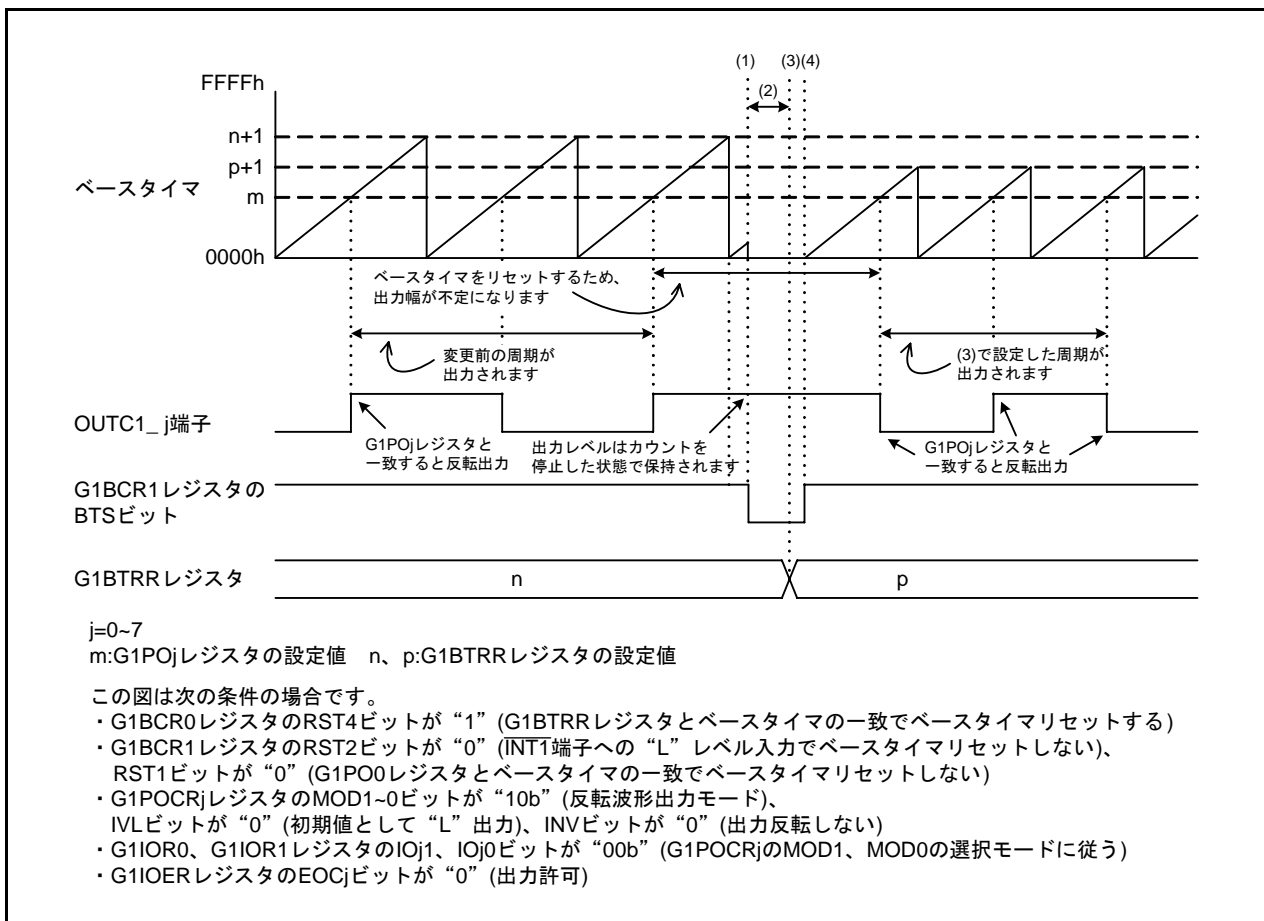 (1)
(3)(4)
(2)
FFFFh
n+1
p+1
ベースタイマ
m
0000h
ベースタイマをリセットするため、
出力幅が不定になります
変更前の周期が
出力されます
(3)で設定した周期が
出力されます
OUTC1_ j端子
G1POjレジスタと
一致すると反転出力
出力レベルはカウントを
停止した状態で保持されます
G1POjレジスタと
一致すると反転出力
G1BCR1レジスタの
BTSビット
G1BTRRレジスタ
n
p
j=0~7
m:G1POjレジスタの設定値 n、p:G1BTRRレジスタの設定値
この図は次の条件の場合です。
・G1BCR0レジスタのRST4ビットが“1”(G1BTRRレジスタとベースタイマの一致でベースタイマリセットする)
・G1BCR1レジスタのRST2ビットが“0”(INT1端子への“L”レベル入力でベースタイマリセットしない)、
RST1ビットが“0”(G1PO0レジスタとベースタイマの一致でベースタイマリセットしない)
・G1POCRjレジスタのMOD1~0ビットが“10b”(反転波形出力モード)、
IVLビットが“0”(初期値として“L”出力)、INVビットが“0”(出力反転しない)
・G1IOR0、G1IOR1レジスタのIOj1、IOj0ビットが“00b”(G1POCRjのMOD1、MOD0の選択モードに従う)
・G1IOERレジスタのEOCjビットが“0”(出力許可)